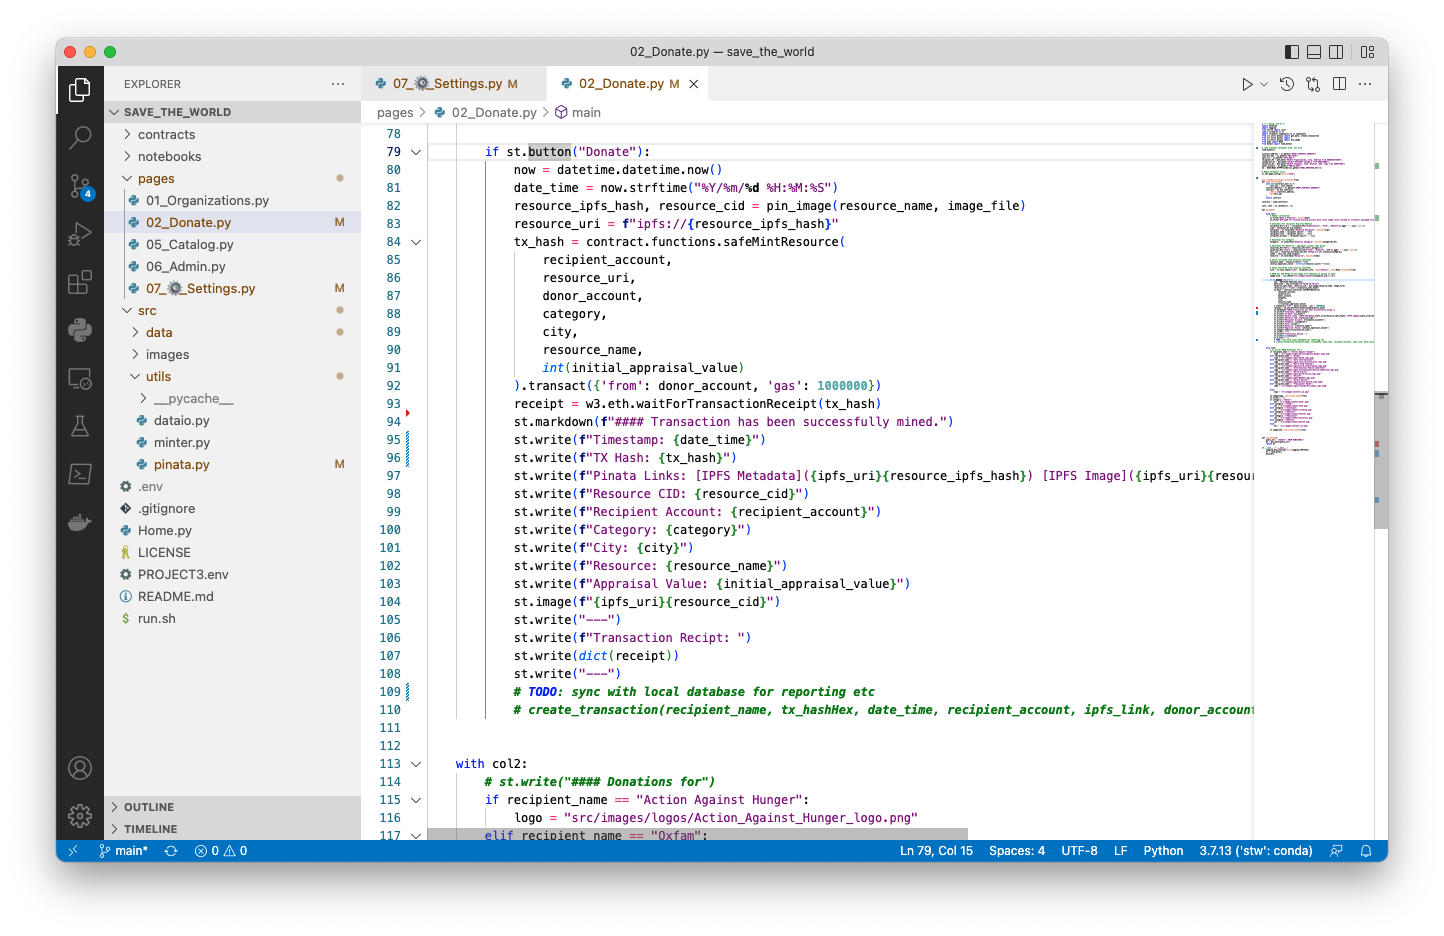 02_Donate.py — save_the_world
EXPLORER
SAVE_THE_WORLD
contracts
notebooks
pages
01_Organizations.py
02_Donate.py M
05_Catalog.py
06_Admin.py
07_⚙️_Settings.py M
src
data
images
utils
__pycache__
dataio.py
minter.py
pinata.py M
.env
.gitignore
Home.py
LICENSE
PROJECT3.env
README.md
run.sh
OUTLINE
TIMELINE
4
07_⚙️_Settings.py M
02_Donate.py M
pages > 02_Donate.py > main
78
79 if st.button("Donate"):
80 now = datetime.datetime.now()
81 date_time = now.strftime("%Y/%m/%d %H:%M:%S")
82 resource_ipfs_hash, resource_cid = pin_image(resource_name, image_file)
83 resource_uri = f"ipfs://{resource_ipfs_hash}"
84 tx_hash = contract.functions.safeMintResource(
85 recipient_account,
86 resource_uri,
87 donor_account,
88 category,
89 city,
90 resource_name,
91 int(initial_appraisal_value)
92 ).transact({'from': donor_account, 'gas': 1000000})
93 receipt = w3.eth.waitForTransactionReceipt(tx_hash)
94 st.markdown(f"#### Transaction has been successfully mined.")
95 st.write(f"Timestamp: {date_time}")
96 st.write(f"TX Hash: {tx_hash}")
97 st.write(f"Pinata Links: [IPFS Metadata]({ipfs_uri}{resource_ipfs_hash}) [IPFS Image]({ipfs_uri}{resour
98 st.write(f"Resource CID: {resource_cid}")
99 st.write(f"Recipient Account: {recipient_account}")
100 st.write(f"Category: {category}")
101 st.write(f"City: {city}")
102 st.write(f"Resource: {resource_name}")
103 st.write(f"Appraisal Value: {initial_appraisal_value}")
104 st.image(f"{ipfs_uri}{resource_cid}")
105 st.write("---")
106 st.write(f"Transaction Recipt: ")
107 st.write(dict(receipt))
108 st.write("---")
109 # TODO: sync with local database for reporting etc
110 # create_transaction(recipient_name, tx_hashHex, date_time, recipient_account, ipfs_link, donor_account
111
112
113 with col2:
114 # st.write("#### Donations for")
115 if recipient_name == "Action Against Hunger":
116 logo = "src/images/logos/Action_Against_Hunger_logo.png"
117 elif recipient_name == "Oxfam":
main* 0 0 Ln 79, Col 15 Spaces: 4 UTF-8 LF Python 3.7.13 ('stw': conda)